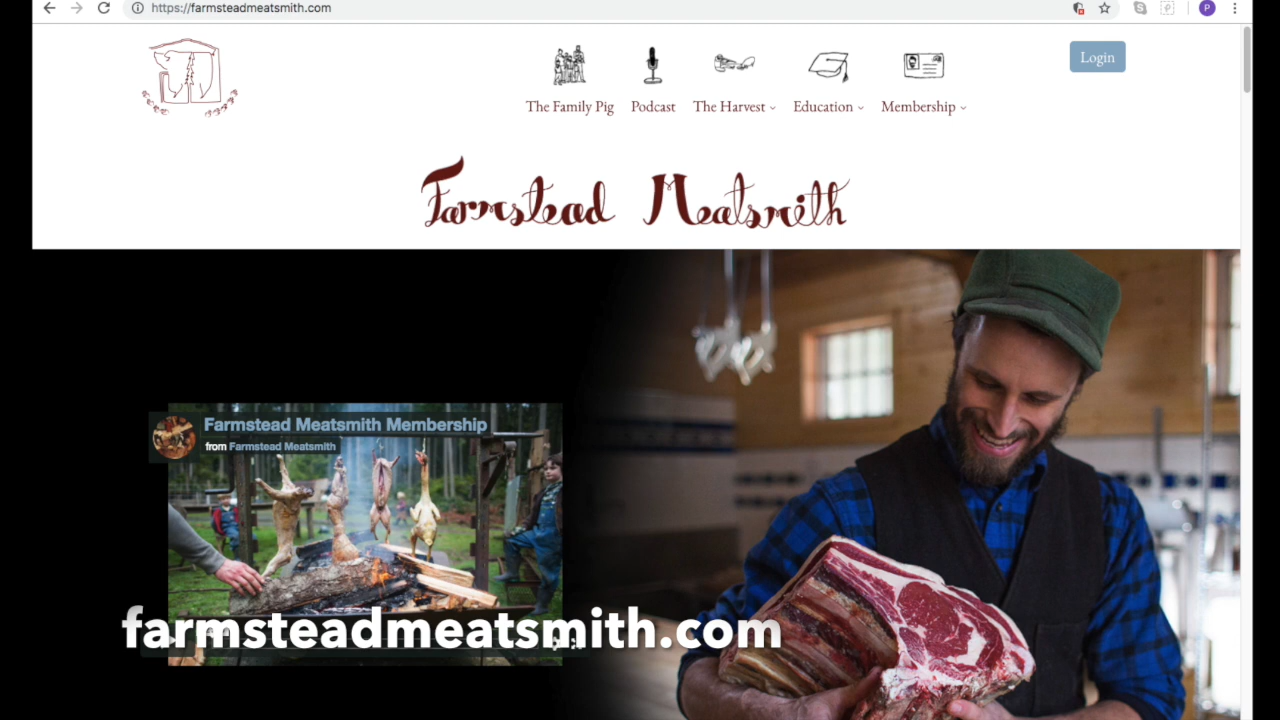 https://farmsteadmeatsmith.com
P
Login
The Family Pig
Podcast
The Harvest
Education
Membership
Farmstead Meatsmith
Farmstead Meatsmith Membership
from Farmstead Meatsmith
farmsteadmeatsmith.com